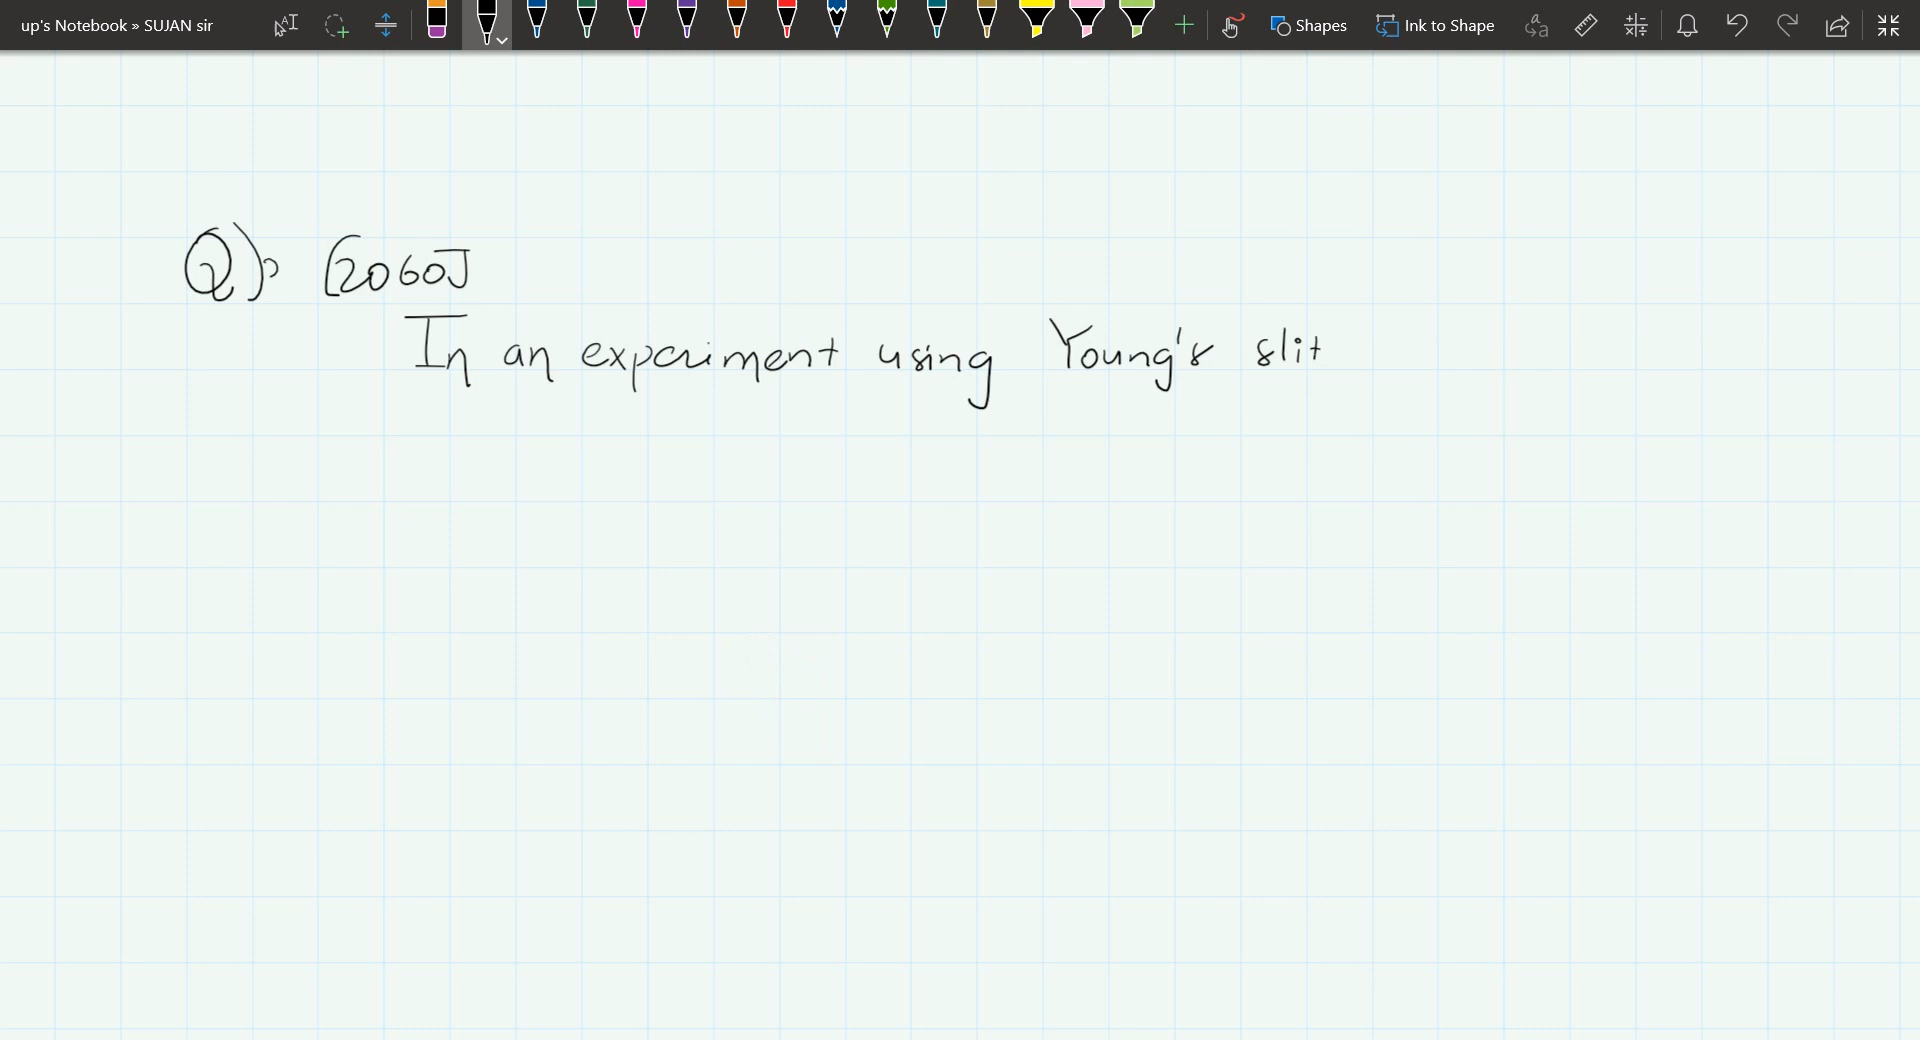 up's Notebook » SUJAN sir
Shapes
Ink to Shape
Q): [2060]
In an experiment using Young's slit